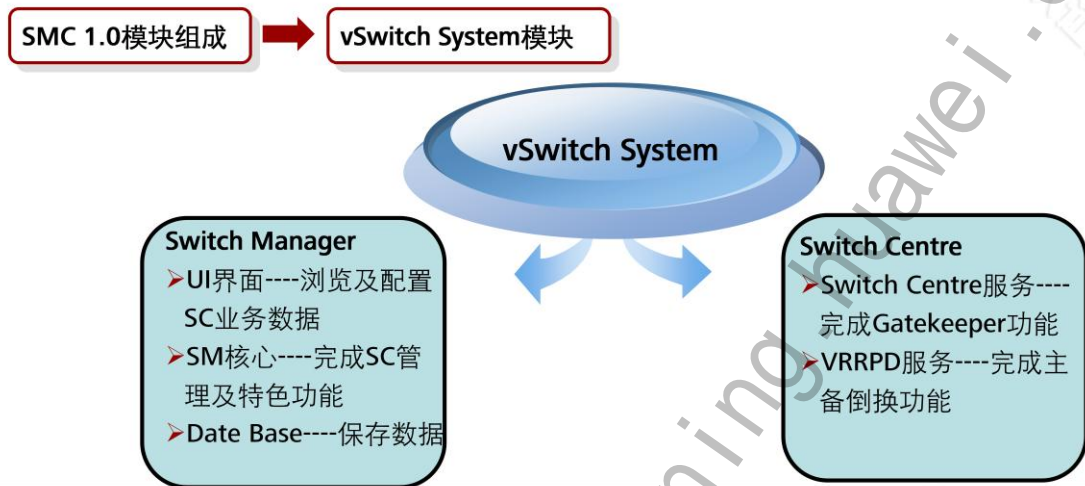 SMC 1.0模块组成
vSwitch System模块
vSwitch System
Switch Manager
➢UI界面----浏览及配置
SC业务数据
➢SM核心----完成SC管
理及特色功能
➢Date Base----保存数据
Switch Centre
➢Switch Centre服务----
完成Gatekeeper功能
➢VRRPD服务----完成主
备倒换功能
ning.huawei.